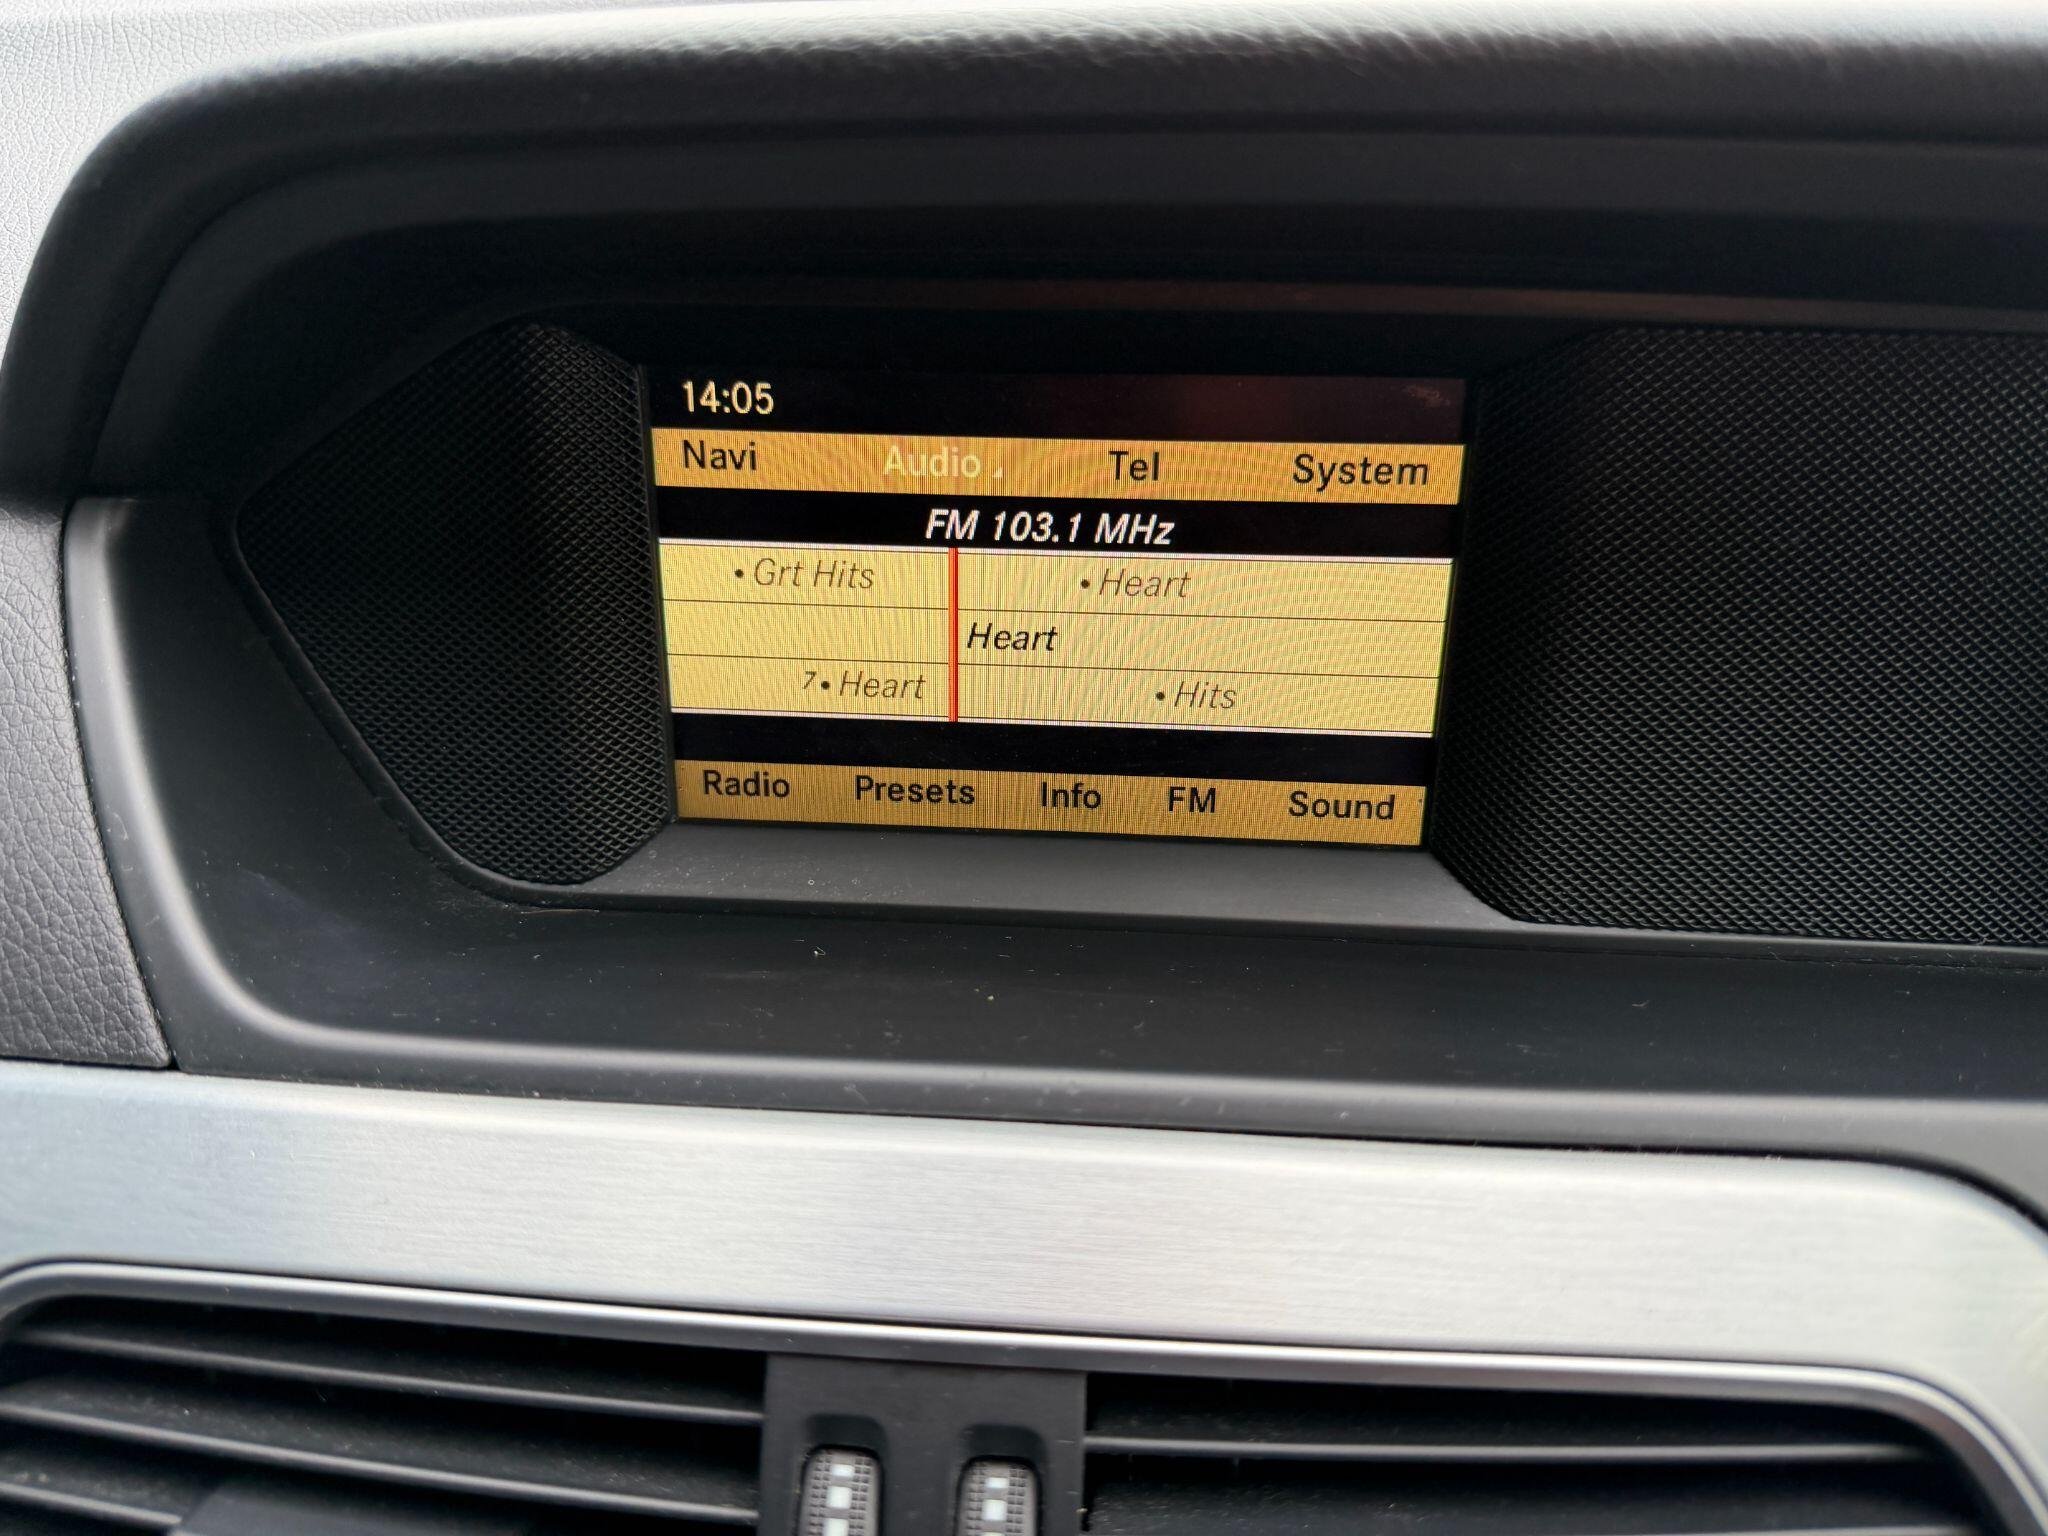 14:05
Navi Audio Tel System
FM 103.1 MHz
• Grt Hits • Heart
Heart
7 • Heart • Hits
Radio Presets Info FM Sound